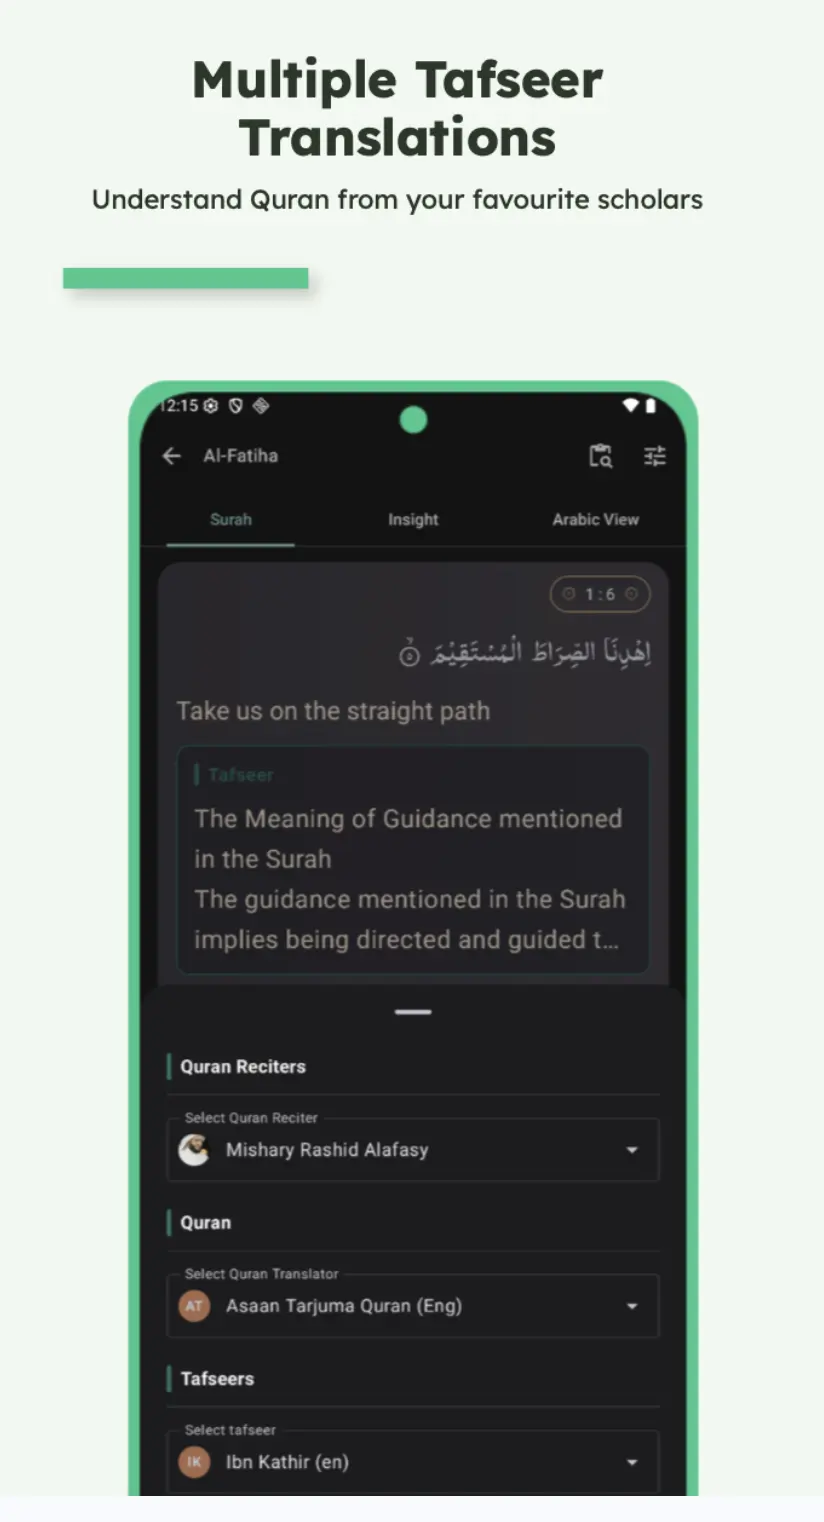 Multiple Tafseer
Translations
Understand Quran from your favourite scholars
12:15
Al-Fatiha
Surah
Insight
Arabic View
1:6
اِهْدِنَا الصِّرَاطَ الْمُسْتَقِيْمَ ۙ۝۵
Take us on the straight path
Tafseer
The Meaning of Guidance mentioned
in the Surah
The guidance mentioned in the Surah
implies being directed and guided t...
Quran Reciters
Select Quran Reciter
Mishary Rashid Alafasy
Quran
Select Quran Translator
AT
Asaan Tarjuma Quran (Eng)
Tafseers
Select tafseer
IK
Ibn Kathir (en)